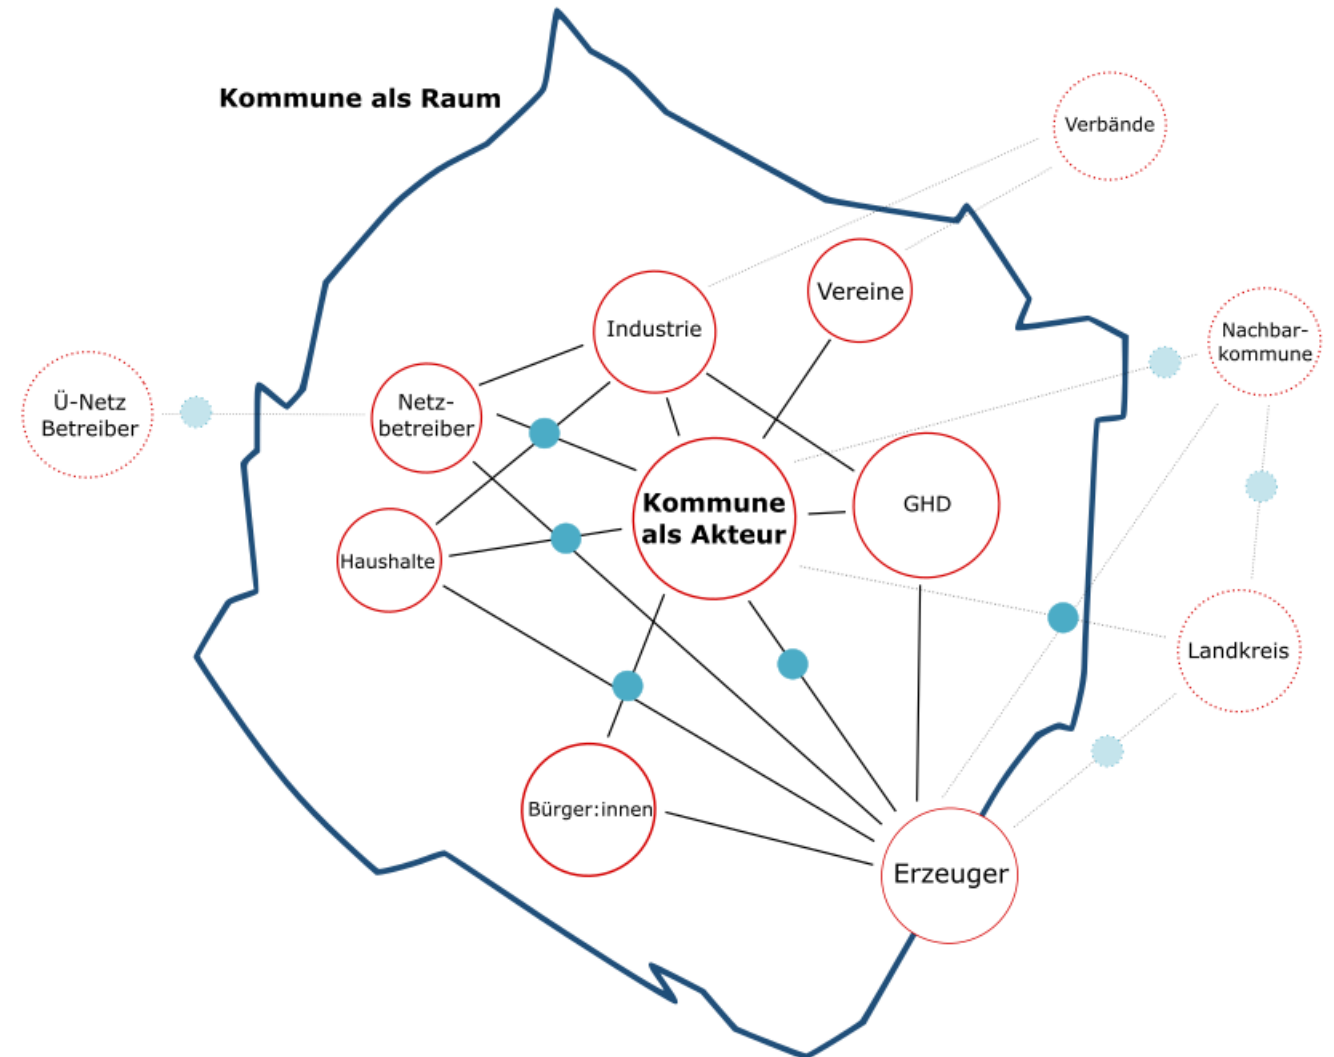 Kommune als Raum
Verbände
Vereine
Industrie
Nachbar-
kommune
Ü-Netz
Betreiber
Netz-
betreiber
Kommune
als Akteur
GHD
Haushalte
Landkreis
Bürger:innen
Erzeuger